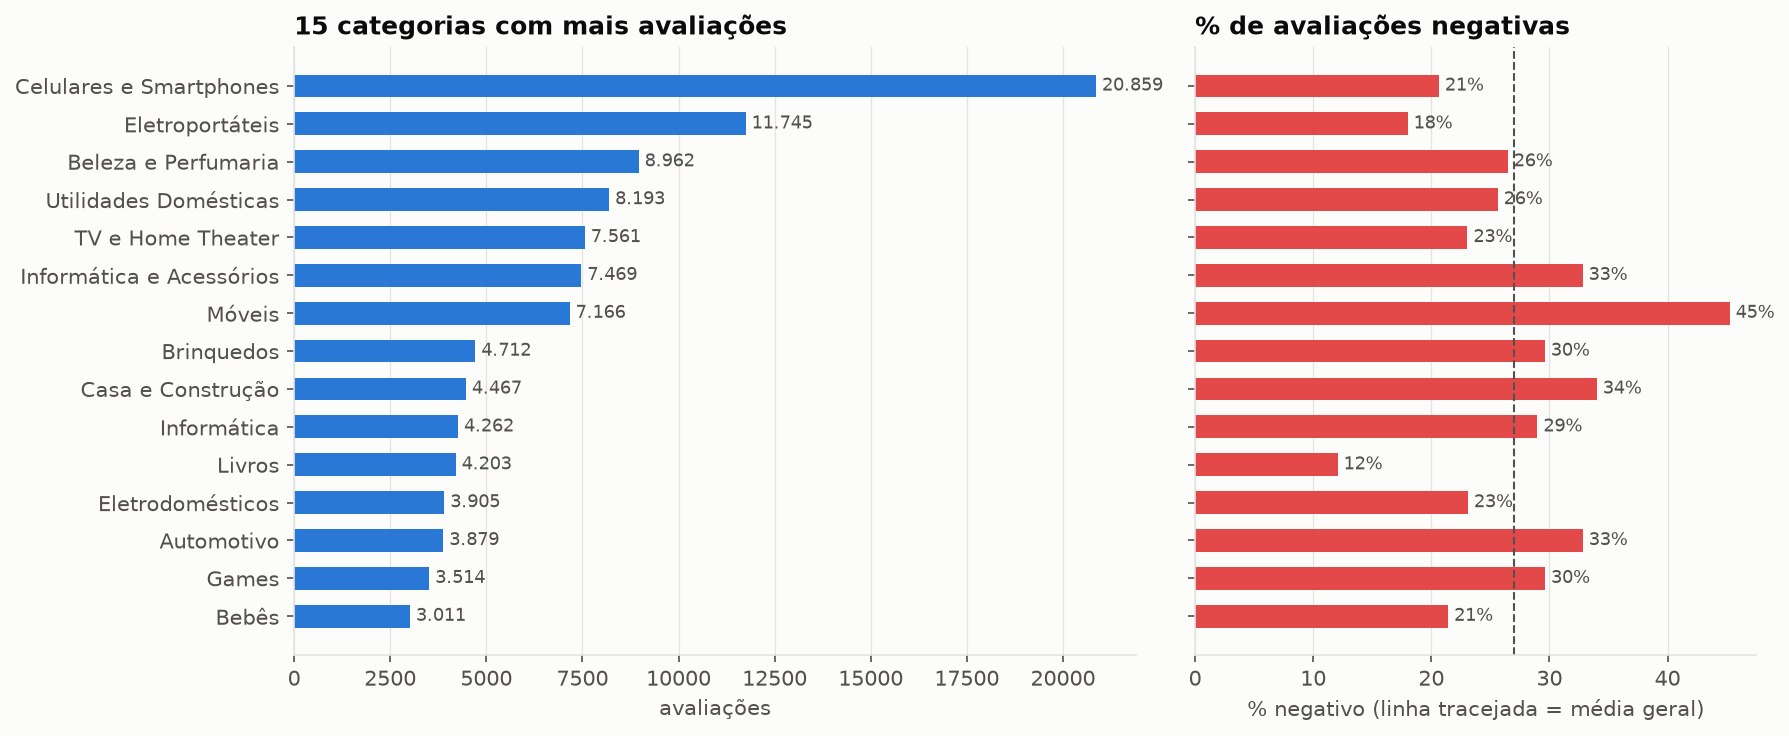 15 categorias com mais avaliações
Celulares e Smartphones 20.859
Eletroportáteis 11.745
Beleza e Perfumaria 8.962
Utilidades Domésticas 8.193
TV e Home Theater 7.561
Informática e Acessórios 7.469
Móveis 7.166
Brinquedos 4.712
Casa e Construção 4.467
Informática 4.262
Livros 4.203
Eletrodomésticos 3.905
Automotivo 3.879
Games 3.514
Bebês 3.011
0 2500 5000 7500 10000 12500 15000 17500 20000
avaliações
% de avaliações negativas
21%
18%
26%
26%
23%
33%
45%
30%
34%
29%
12%
23%
33%
30%
21%
0 10 20 30 40
% negativo (linha tracejada = média geral)